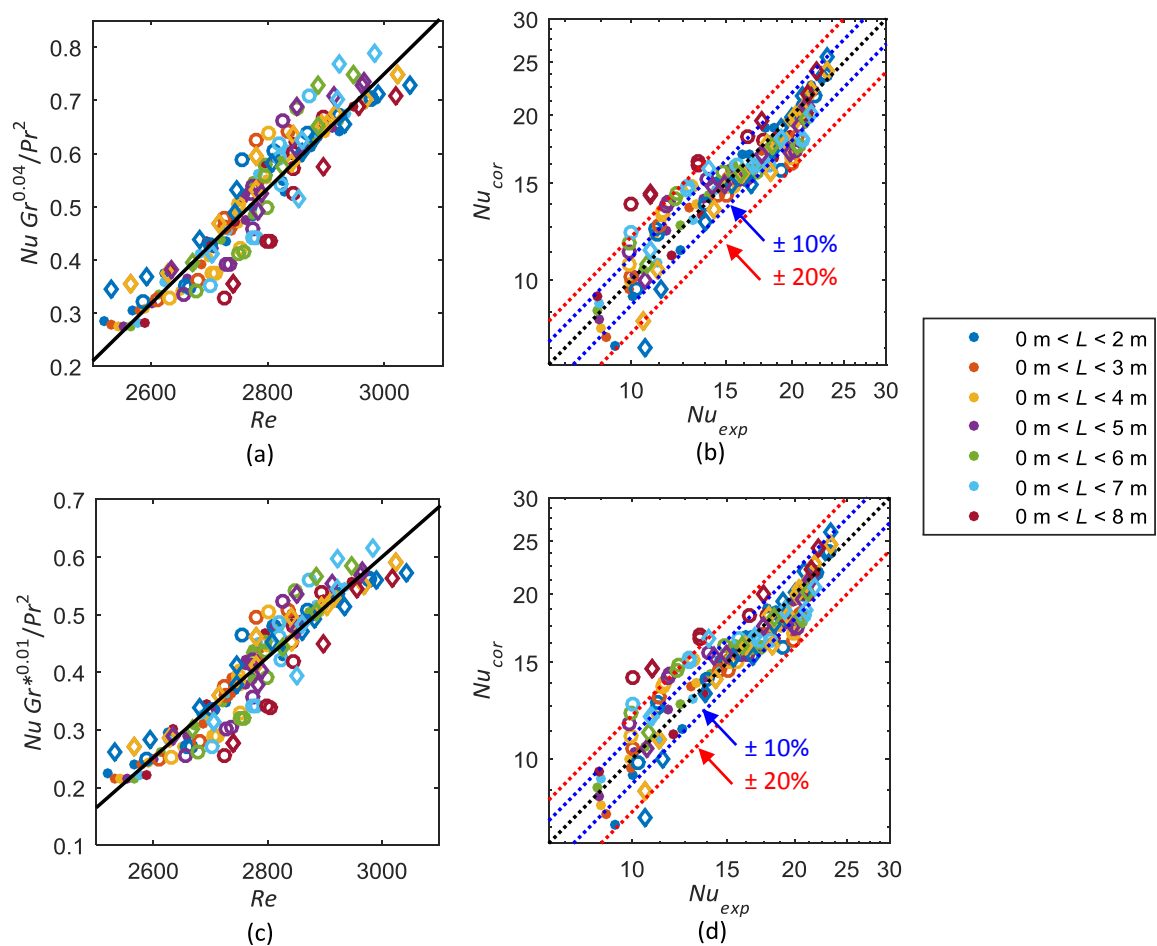 0.8
0.7
0.6
0.5
0.4
0.3
0.2
Nu Gr^0.04/Pr^2
2600 2800 3000
Re
(a)
30
25
20
15
10
Nu_cor
± 10%
± 20%
10 15 20 25 30
Nu_exp
(b)
0 m < L < 2 m
0 m < L < 3 m
0 m < L < 4 m
0 m < L < 5 m
0 m < L < 6 m
0 m < L < 7 m
0 m < L < 8 m
0.7
0.6
0.5
0.4
0.3
0.2
0.1
Nu Gr*^0.01/Pr^2
2600 2800 3000
Re
(c)
30
25
20
15
10
Nu_cor
± 10%
± 20%
10 15 20 25 30
Nu_exp
(d)